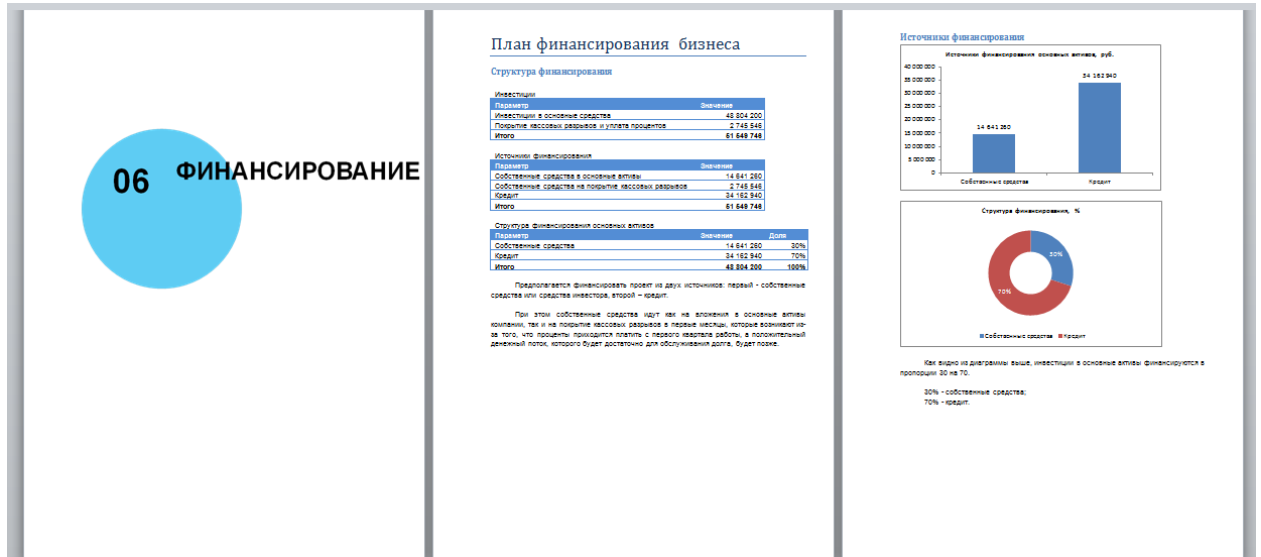 06 ФИНАНСИРОВАНИЕ
План финансирования бизнеса
Структура финансирования
Инвестиции
Параметр Значение
Инвестиции в основные средства 48 804 200
Покрытие кассовых разрывов и уплата процентов 2 745 546
Итого 51 549 746
Источники финансирования
Параметр Значение
Собственные средства в основные активы 14 641 260
Собственные средства на покрытие кассовых разрывов 2 745 546
Кредит 34 162 940
Итого 51 549 746
Структура финансирования основных активов
Параметр Значение Доля
Собственные средства 14 641 260 30%
Кредит 34 162 940 70%
Итого 48 804 200 100%
Предполагается финансировать проект из двух источников: первый - собственные
средства или средства инвестора, второй – кредит.
При этом собственные средства идут как на вложения в основные активы
компании, так и на покрытие кассовых разрывов в первые месяцы, которые возникают из-
за того, что проценты приходится платить с первого квартала работы, а положительный
денежный поток, которого будет достаточно для обслуживания долга, будет позже.
Источники финансирования
Источники финансирования основных активов, руб.
40 000 000
35 000 000
30 000 000
25 000 000
20 000 000
15 000 000
10 000 000
5 000 000
0
14 641 260
34 162 940
Собственные средства Кредит
Структура финансирования, %
30%
70%
Собственные средства Кредит
Как видно из диаграммы выше, инвестиции в основные активы финансируются в
пропорции 30 на 70.
30% - собственные средства;
70% - кредит.